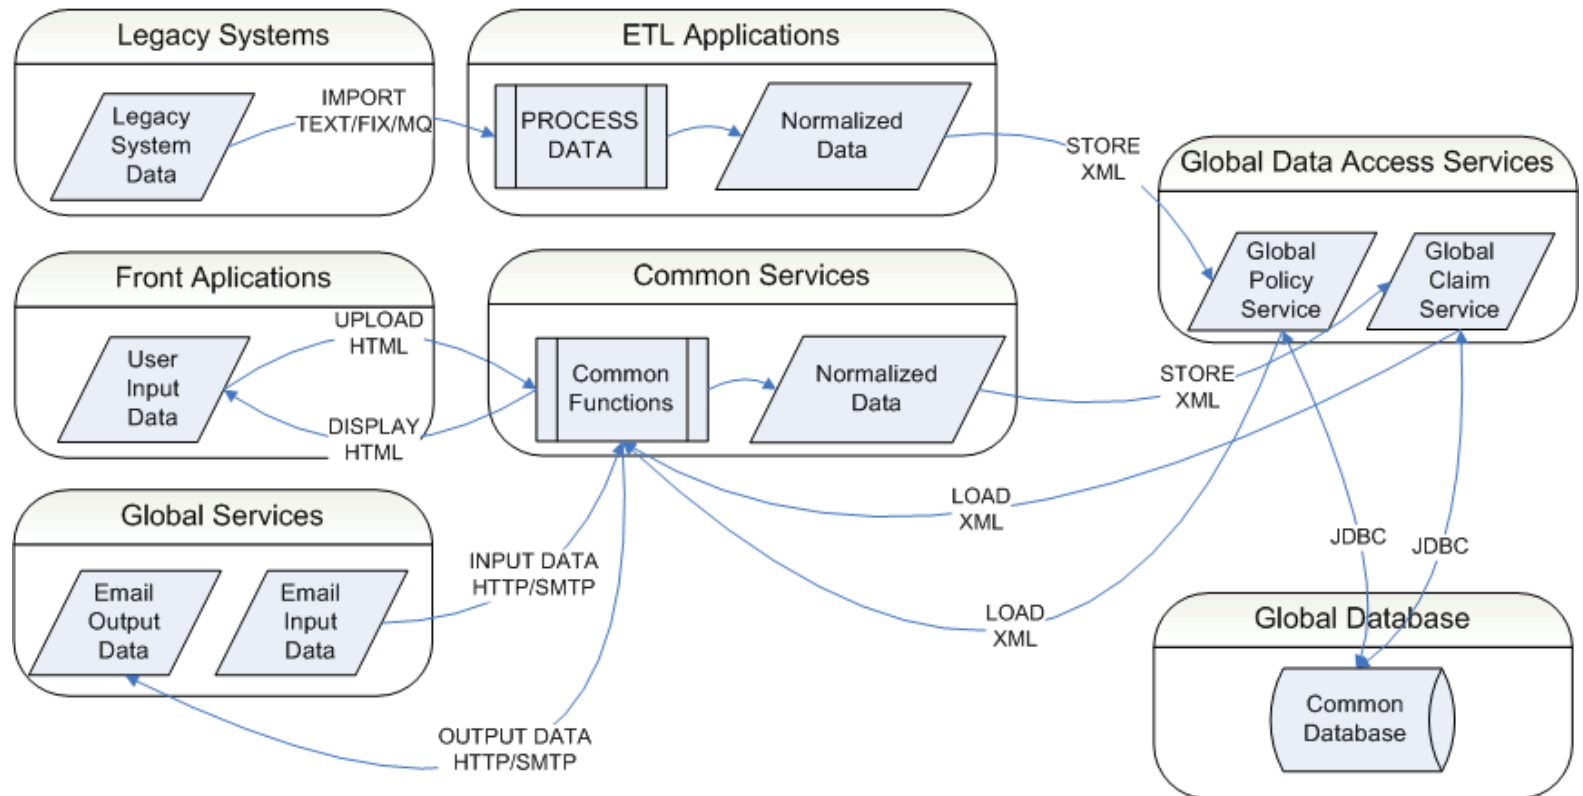 Legacy Systems
Legacy
System
Data
IMPORT
TEXT/FIX/MQ
ETL Applications
PROCESS
DATA
Normalized
Data
STORE
XML
Global Data Access Services
Global
Policy
Service
Global
Claim
Service
Front Aplications
User
Input
Data
UPLOAD
HTML
DISPLAY
HTML
Common Services
Common
Functions
Normalized
Data
STORE
XML
LOAD
XML
LOAD
XML
JDBC
JDBC
Global Services
Email
Output
Data
Email
Input
Data
INPUT DATA
HTTP/SMTP
OUTPUT DATA
HTTP/SMTP
Global Database
Common
Database